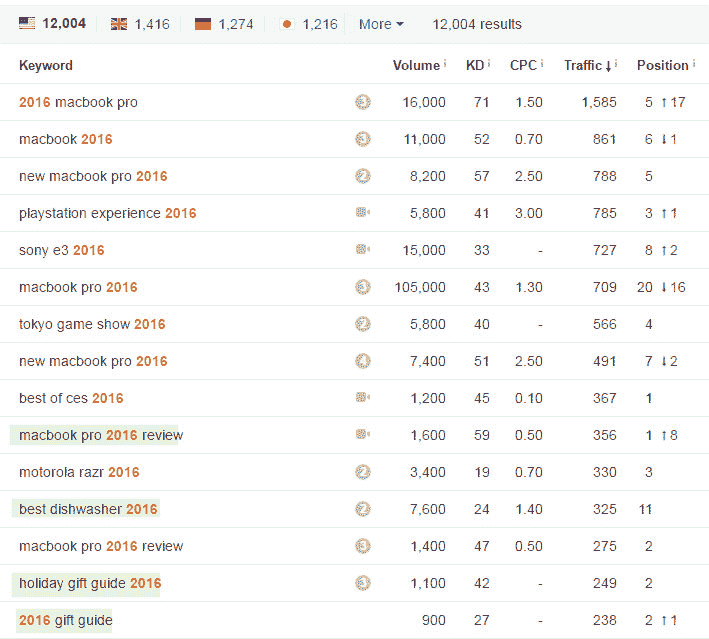 12,004 1,416 1,274 1,216 More 12,004 results
Keyword Volume i KD i CPC i Traffic ↓ i Position i
2016 macbook pro 16,000 71 1.50 1,585 5 ↑17
macbook 2016 11,000 52 0.70 861 6 ↓1
new macbook pro 2016 8,200 57 2.50 788 5
playstation experience 2016 5,800 41 3.00 785 3 ↑1
sony e3 2016 15,000 33 - 727 8 ↑2
macbook pro 2016 105,000 43 1.30 709 20 ↓16
tokyo game show 2016 5,800 40 - 566 4
new macbook pro 2016 7,400 51 2.50 491 7 ↓2
best of ces 2016 1,200 45 0.10 367 1
macbook pro 2016 review 1,600 59 0.50 356 1 ↑8
motorola razr 2016 3,400 19 0.70 330 3
best dishwasher 2016 7,600 24 1.40 325 11
macbook pro 2016 review 1,400 47 0.50 275 2
holiday gift guide 2016 1,100 42 - 249 2
2016 gift guide 900 27 - 238 2 ↑1